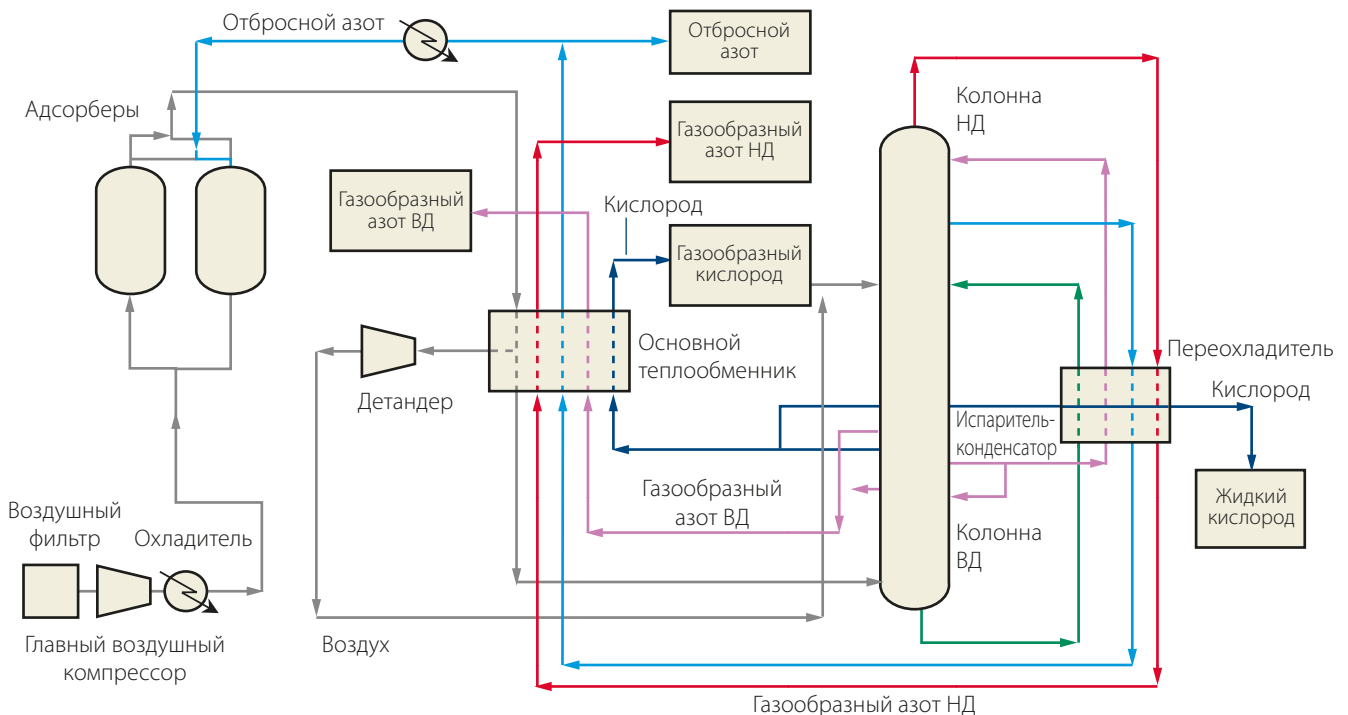 Отбросной азот
Отбросной
азот
Адсорберы
Колонна
НД
Газообразный
азот НД
Газообразный
азот ВД
Кислород
Газообразный
кислород
Основной
теплообменник
Переохладитель
Детандер
Кислород
Испаритель-
конденсатор
Газообразный
азот ВД
Жидкий
кислород
Воздушный
фильтр
Охладитель
Колонна
ВД
Главный воздушный
компрессор
Воздух
Газообразный азот НД